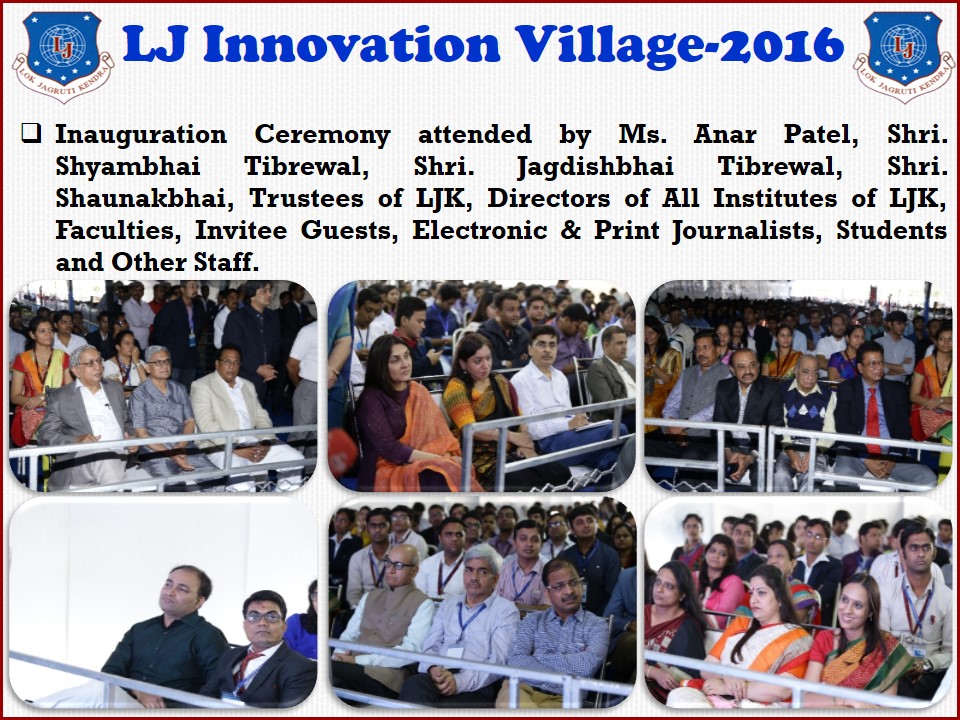 LJ Innovation Village-2016
LJ
LOK JAGRUTI KENDRA
LJ
LOK JAGRUTI KENDRA
❑ Inauguration Ceremony attended by Ms. Anar Patel, Shri.
Shyambhai Tibrewal, Shri. Jagdishbhai Tibrewal, Shri.
Shaunakbhai, Trustees of LJK, Directors of All Institutes of LJK,
Faculties, Invitee Guests, Electronic & Print Journalists, Students
and Other Staff.